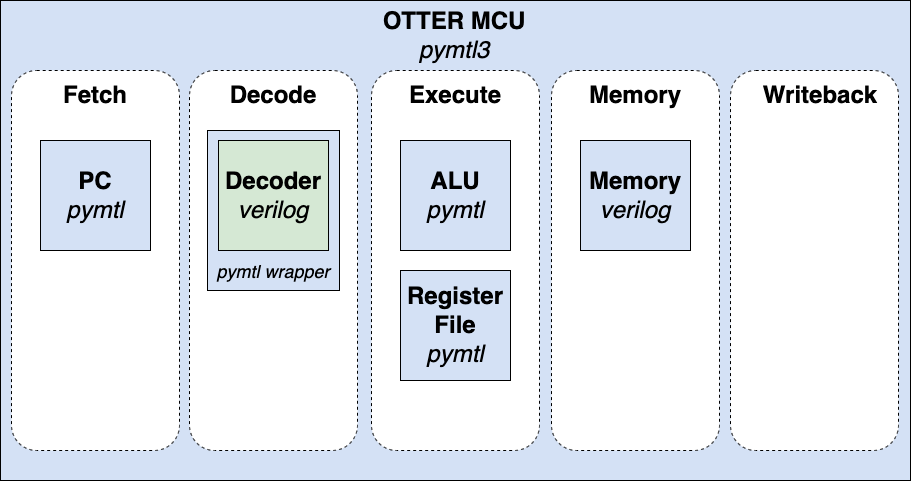 OTTER MCU
pymtl3
Fetch
PC
pymtl
Decode
Decoder
verilog
pymtl wrapper
Execute
ALU
pymtl
Register
File
pymtl
Memory
Memory
verilog
Writeback